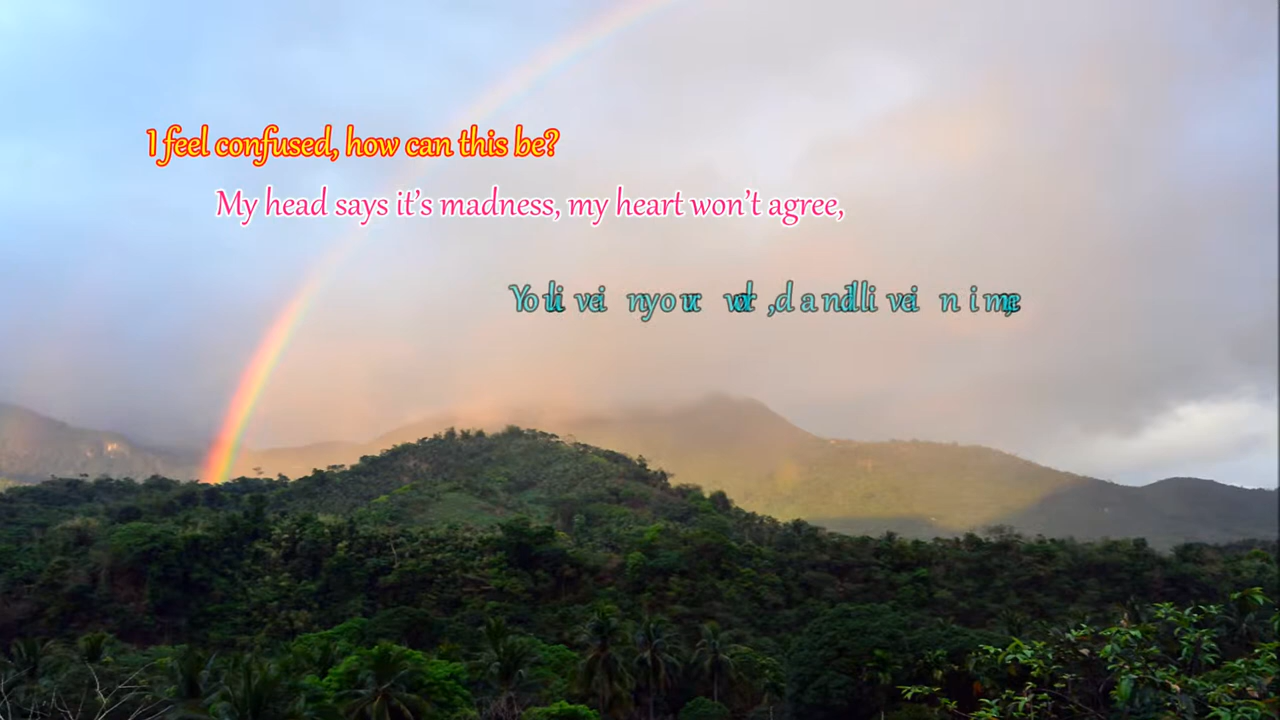 I feel confused, how can this be?
My head says it’s madness, my heart won’t agree,
You live in your world, and I live in mine,